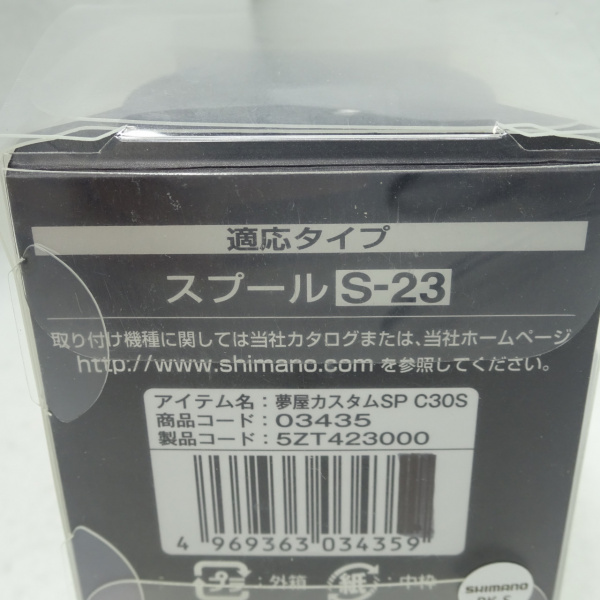 適応タイプ
スプール S-23
取り付け機種に関しては当社カタログまたは、当社ホームページ
http://www.shimano.com を参照してください。
アイテム名：夢屋カスタムSP C30S
商品コード：03435
製品コード：5ZT423000
4 969363 034359
プラ：外箱 紙：中枠
SHIMANO